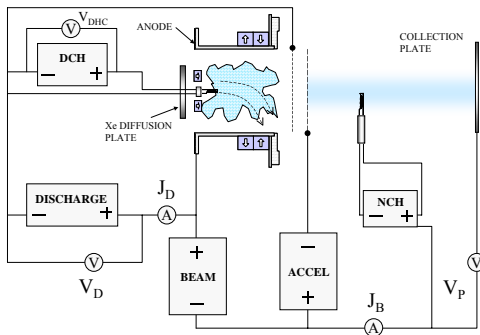 V_DHC
V
ANODE
DCH
− +
COLLECTION
PLATE
Xe DIFFUSION
PLATE
DISCHARGE
− +
J_D
A
V
V_D
+
BEAM
−
−
ACCEL
+
NCH
− +
J_B
A
V_P
V